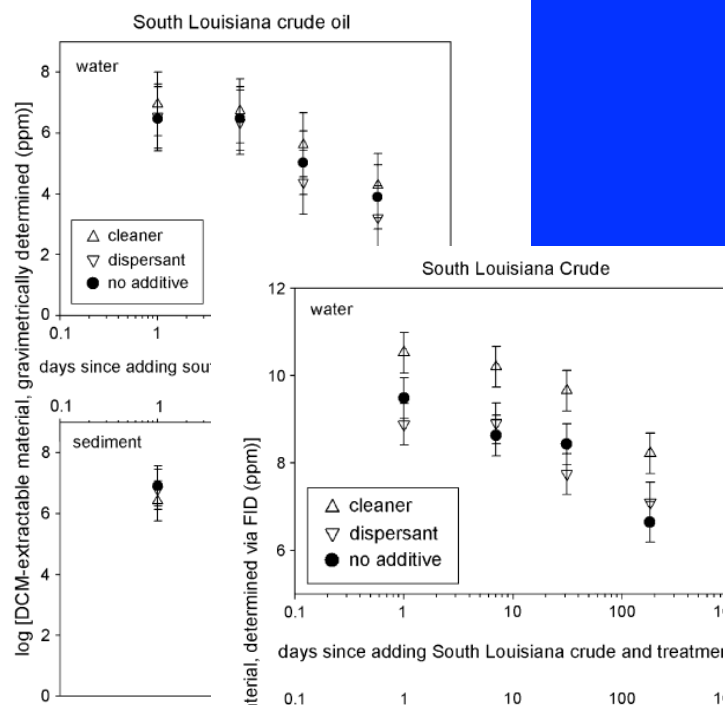 South Louisiana crude oil
8
water
6
4
cleaner
dispersant
2
no additive
0
0.1
1
days since adding sout
0.1
1
sediment
8
6
4
2
0
log [DCM-extractable material, gravimetrically determined (ppm)]
South Louisiana Crude
12
water
10
8
cleaner
dispersant
6
no additive
0.1
1
10
100
days since adding South Louisiana crude and treatmen
0.1
1
10
100
aterial, determined via FID (ppm)]